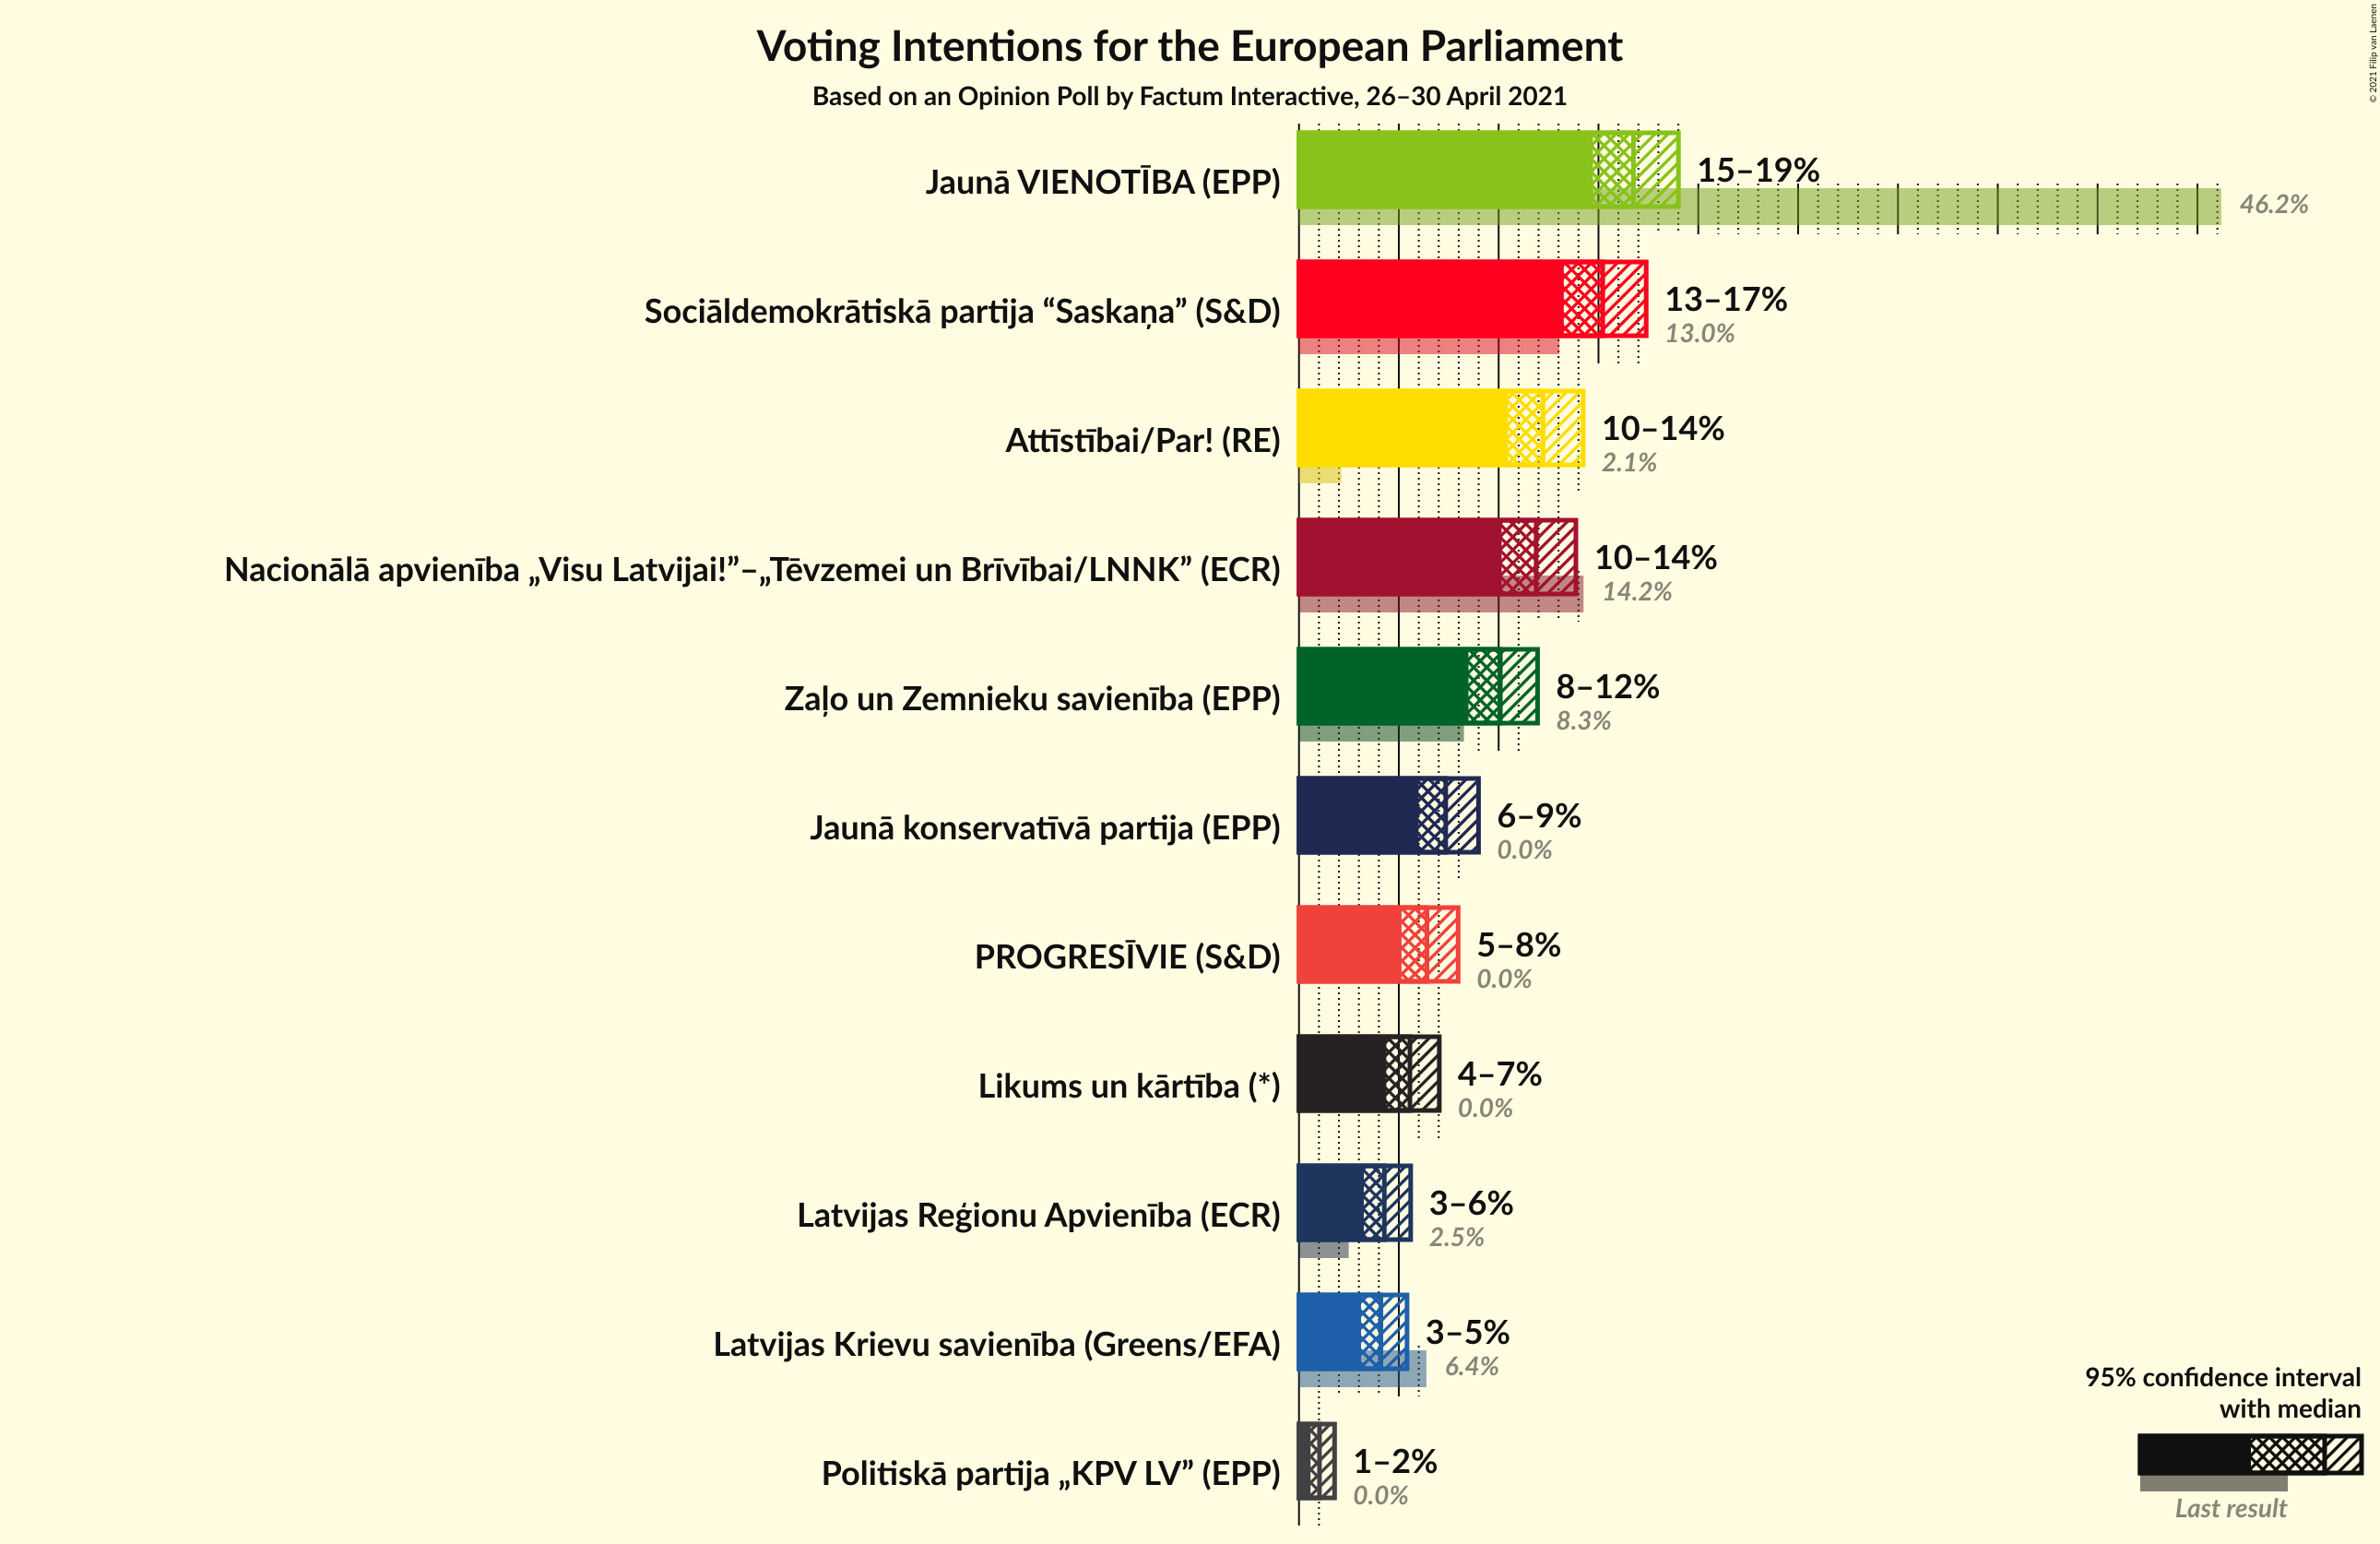 Voting Intentions for the European Parliament
Based on an Opinion Poll by Factum Interactive, 26–30 April 2021
© 2021 Filip van Laenen
Jaunā VIENOTĪBA (EPP)
15–19%
46.2%
Sociāldemokrātiskā partija “Saskaņa” (S&D)
13–17%
13.0%
Attīstībai/Par! (RE)
10–14%
2.1%
Nacionālā apvienība „Visu Latvijai!”–„Tēvzemei un Brīvībai/LNNK” (ECR)
10–14%
14.2%
Zaļo un Zemnieku savienība (EPP)
8–12%
8.3%
Jaunā konservatīvā partija (EPP)
6–9%
0.0%
PROGRESĪVIE (S&D)
5–8%
0.0%
Likums un kārtība (*)
4–7%
0.0%
Latvijas Reģionu Apvienība (ECR)
3–6%
2.5%
Latvijas Krievu savienība (Greens/EFA)
3–5%
6.4%
Politiskā partija „KPV LV” (EPP)
1–2%
0.0%
95% confidence interval
with median
Last result